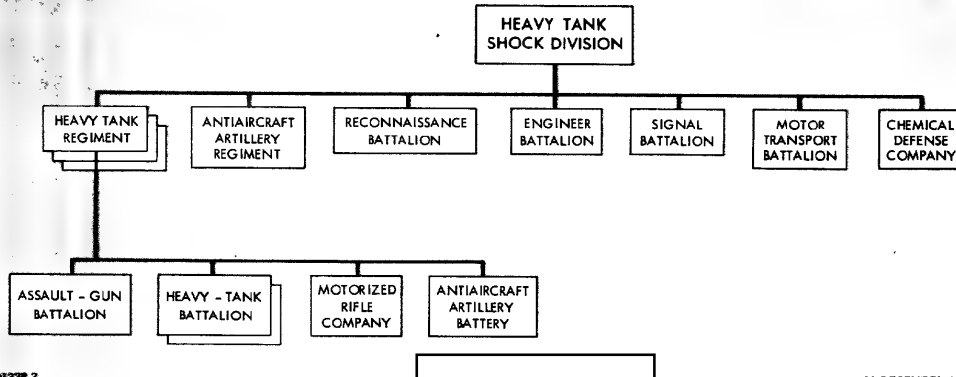 HEAVY TANK
SHOCK DIVISION
HEAVY TANK
REGIMENT
ANTIAIRCRAFT
ARTILLERY
REGIMENT
RECONNAISSANCE
BATTALION
ENGINEER
BATTALION
SIGNAL
BATTALION
MOTOR
TRANSPORT
BATTALION
CHEMICAL
DEFENSE
COMPANY
ASSAULT - GUN
BATTALION
HEAVY - TANK
BATTALION
MOTORIZED
RIFLE
COMPANY
ANTIAIRCRAFT
ARTILLERY
BATTERY